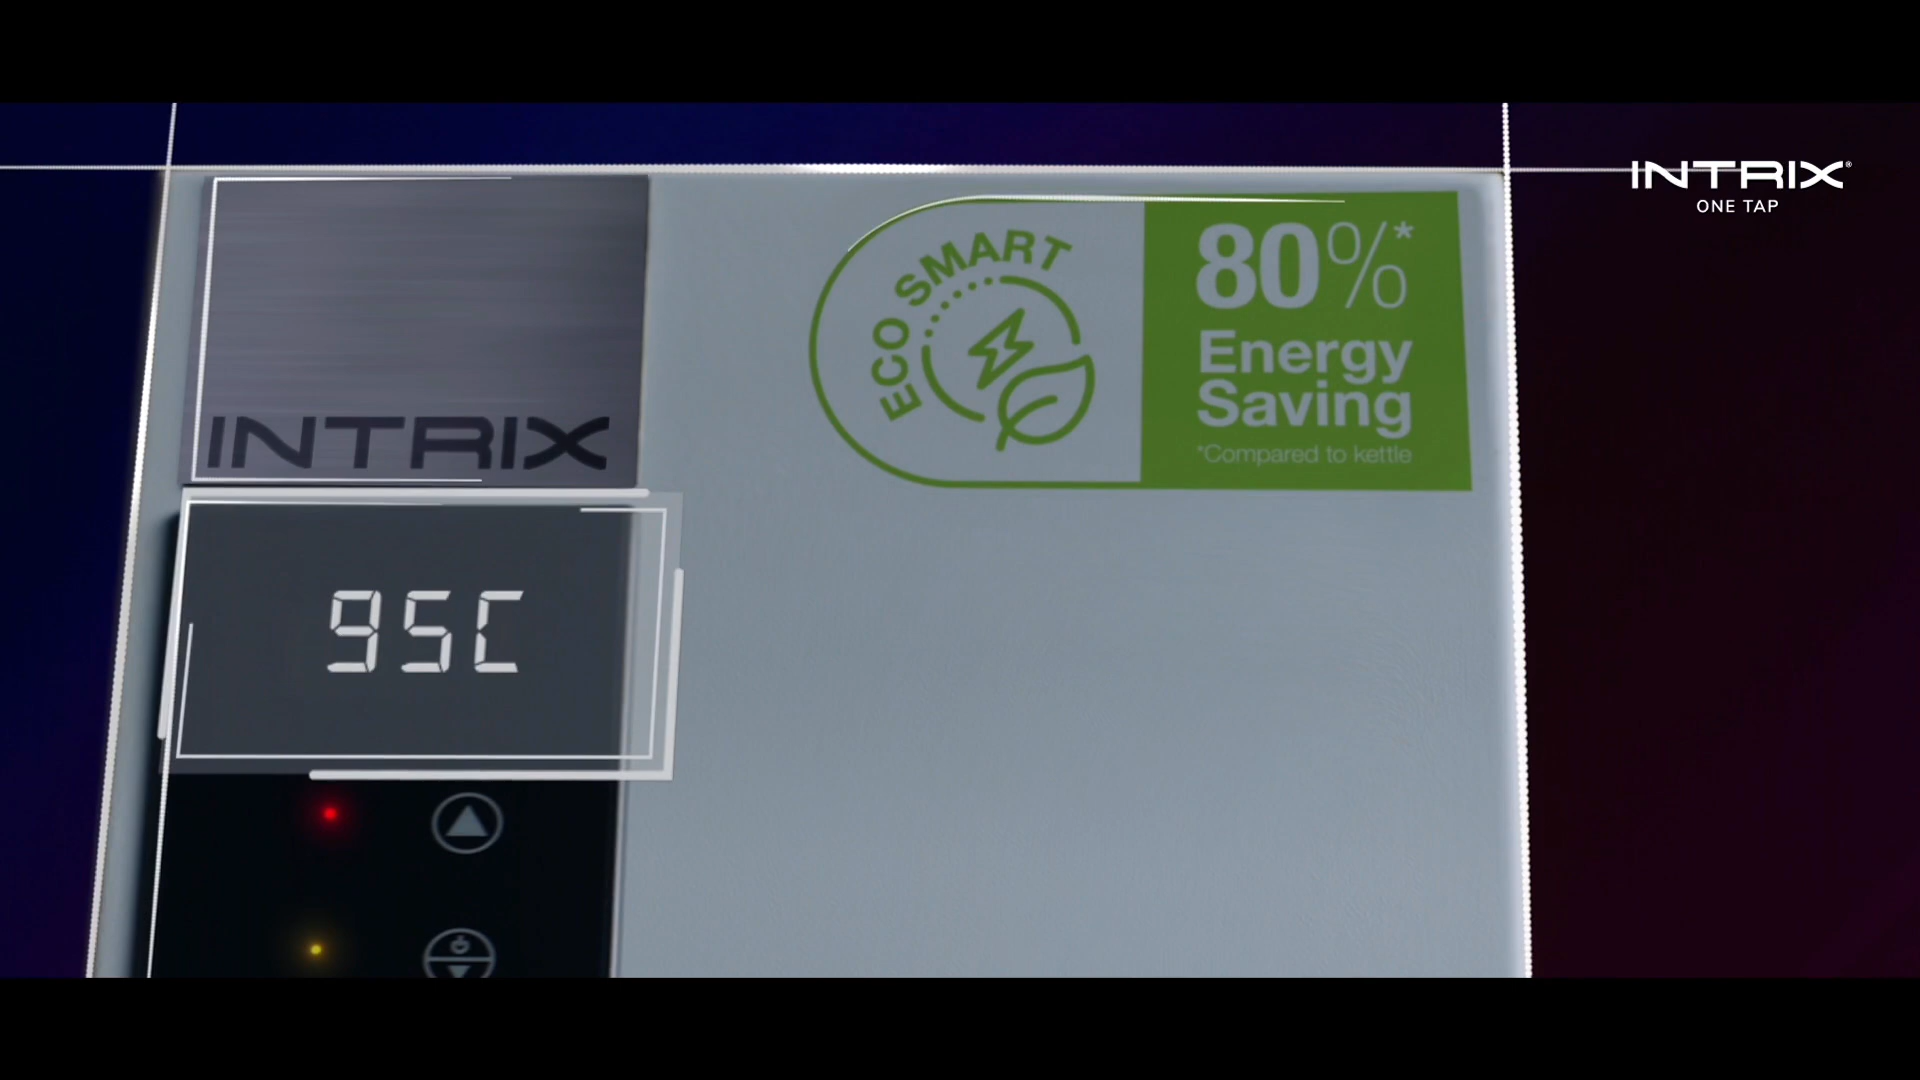 INTRIX®
ONE TAP
INTRIX
ECO SMART
80%*
Energy
Saving
*Compared to kettle
95C